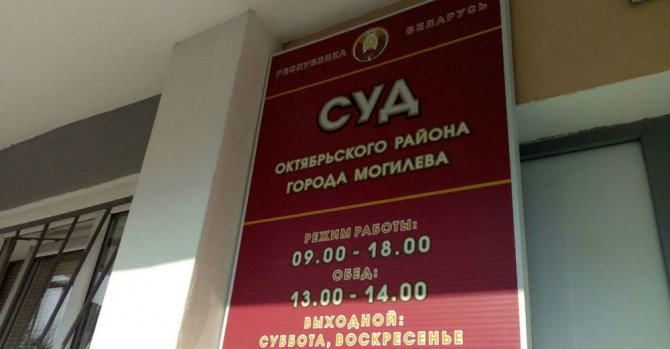 РЕСПУБЛИКА БЕЛАРУСЬ
СУД
ОКТЯБРЬСКОГО РАЙОНА
ГОРОДА МОГИЛЕВА
РЕЖИМ РАБОТЫ:
09.00 - 18.00
ОБЕД:
13.00 - 14.00
ВЫХОДНОЙ:
СУББОТА, ВОСКРЕСЕНЬЕ